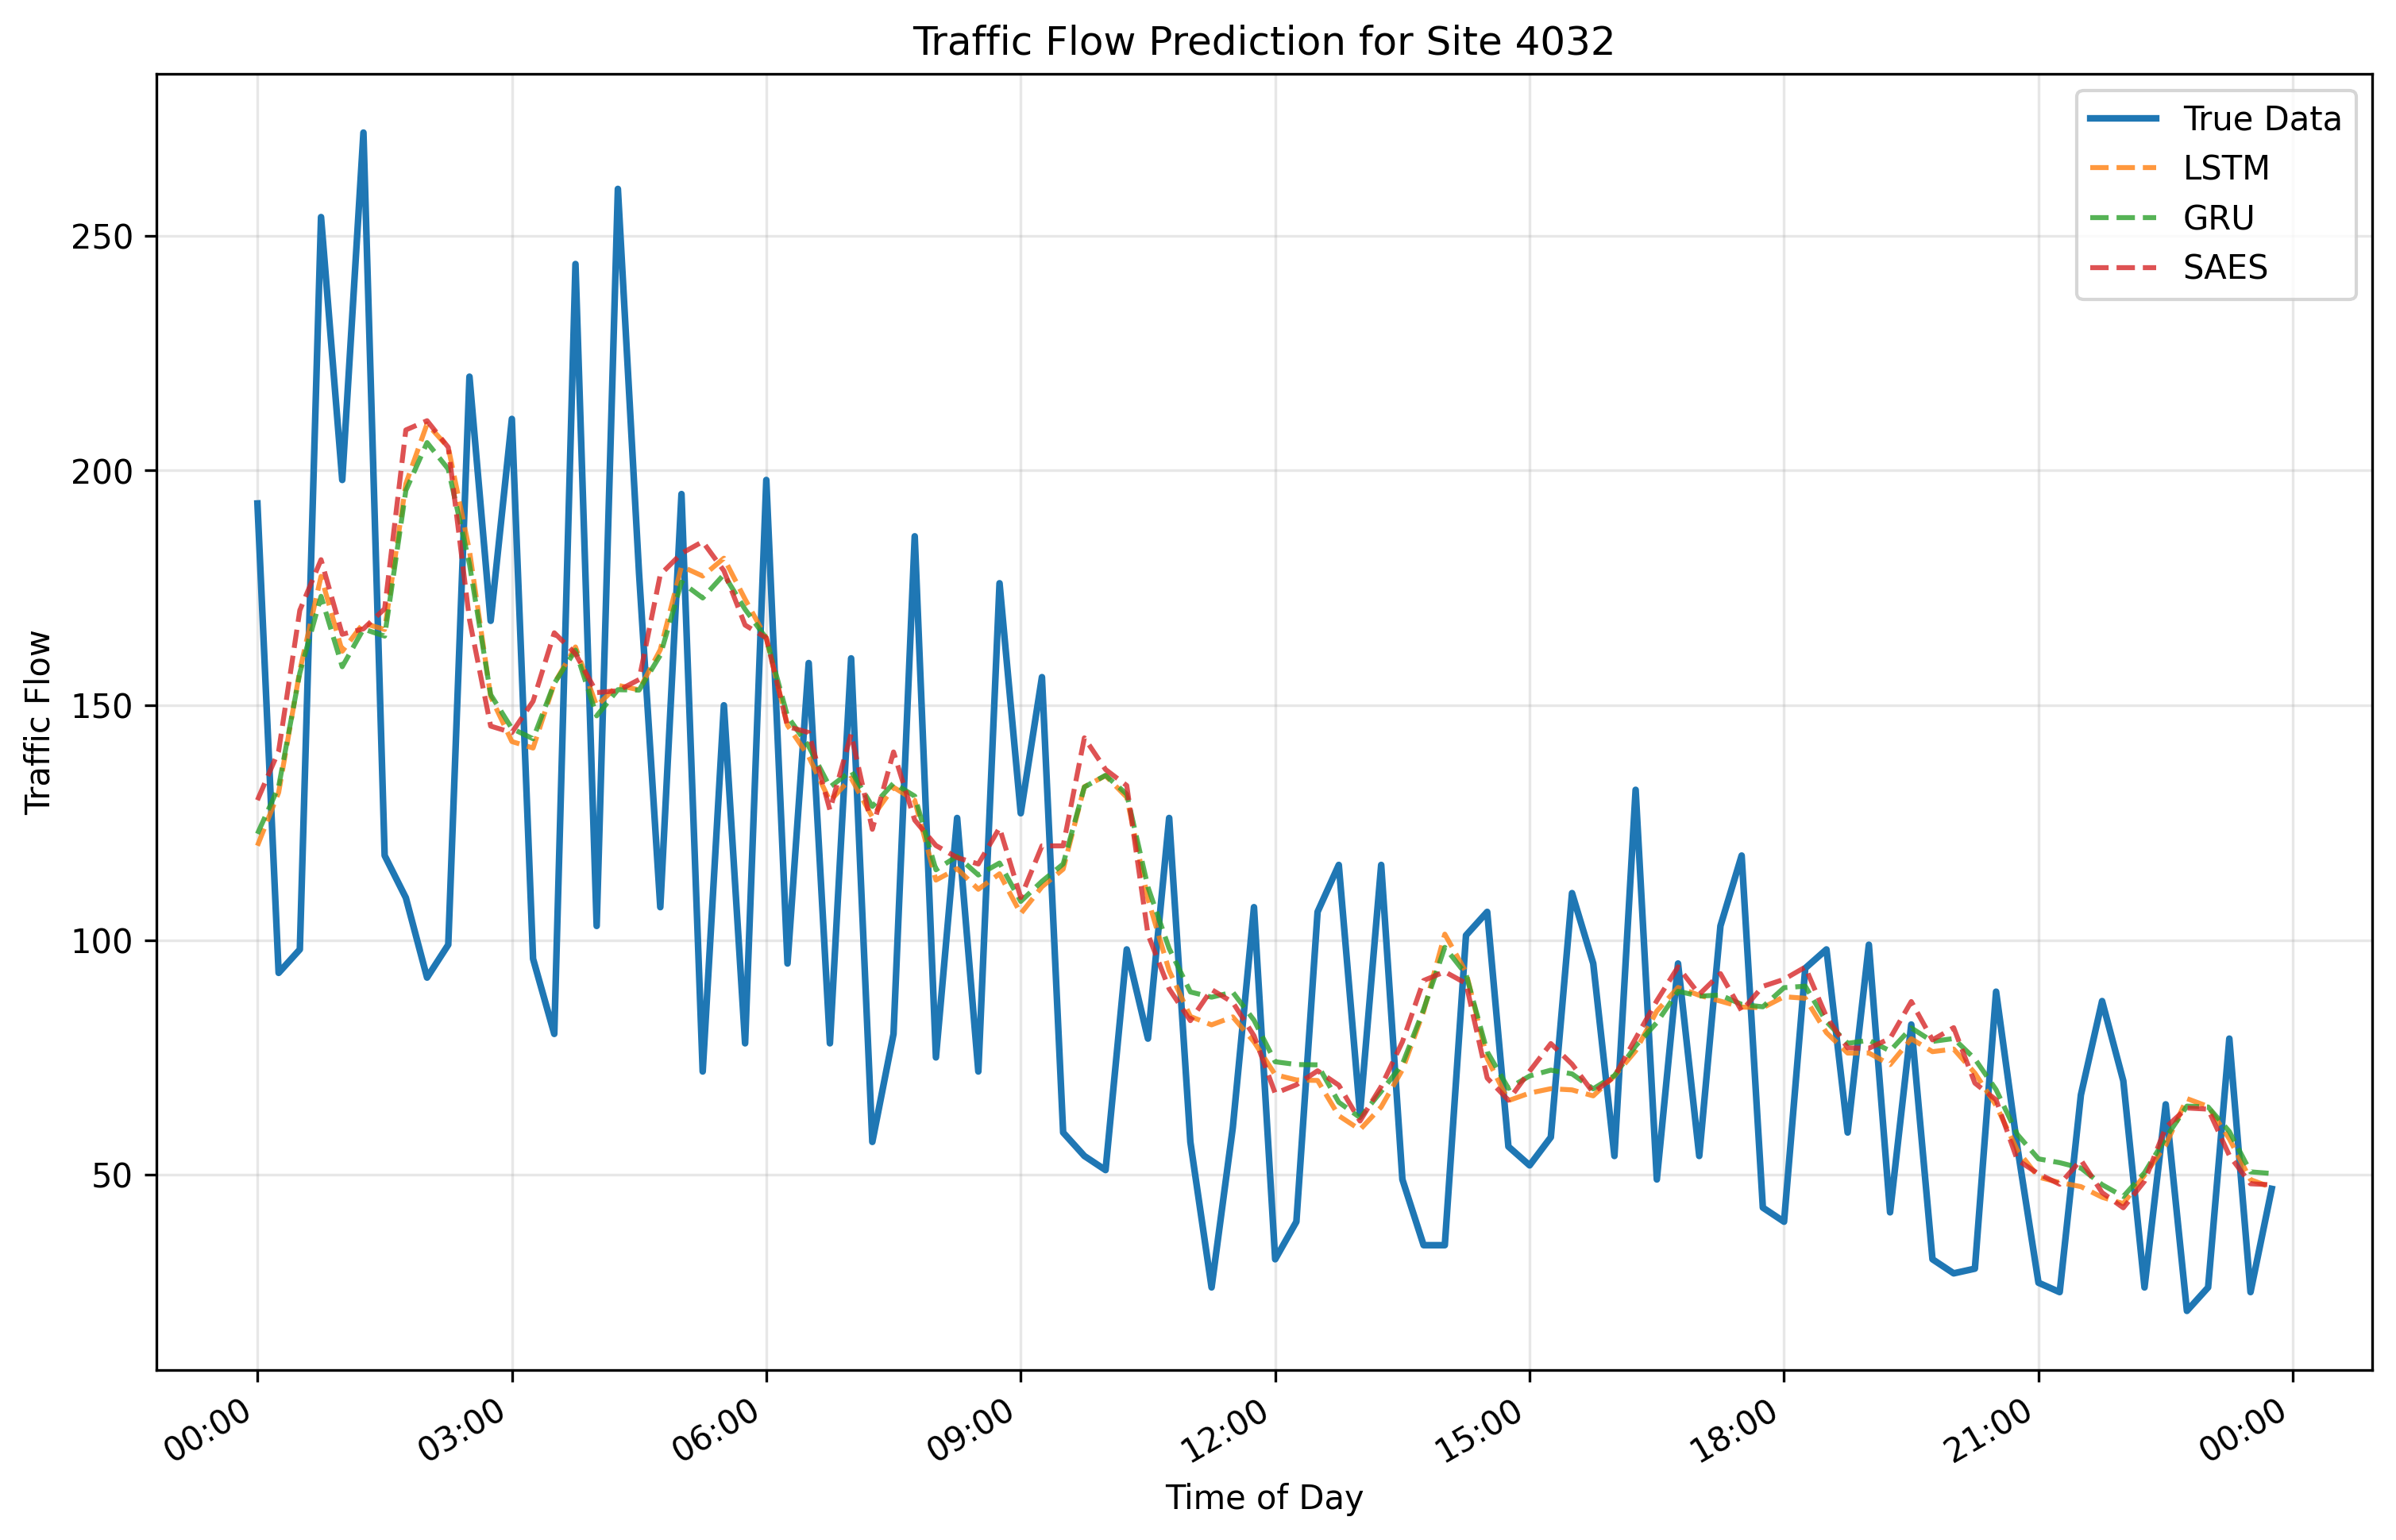 Traffic Flow Prediction for Site 4032
True Data
LSTM
GRU
SAES
Traffic Flow
250
200
150
100
50
00:00
03:00
06:00
09:00
12:00
15:00
18:00
21:00
00:00
Time of Day